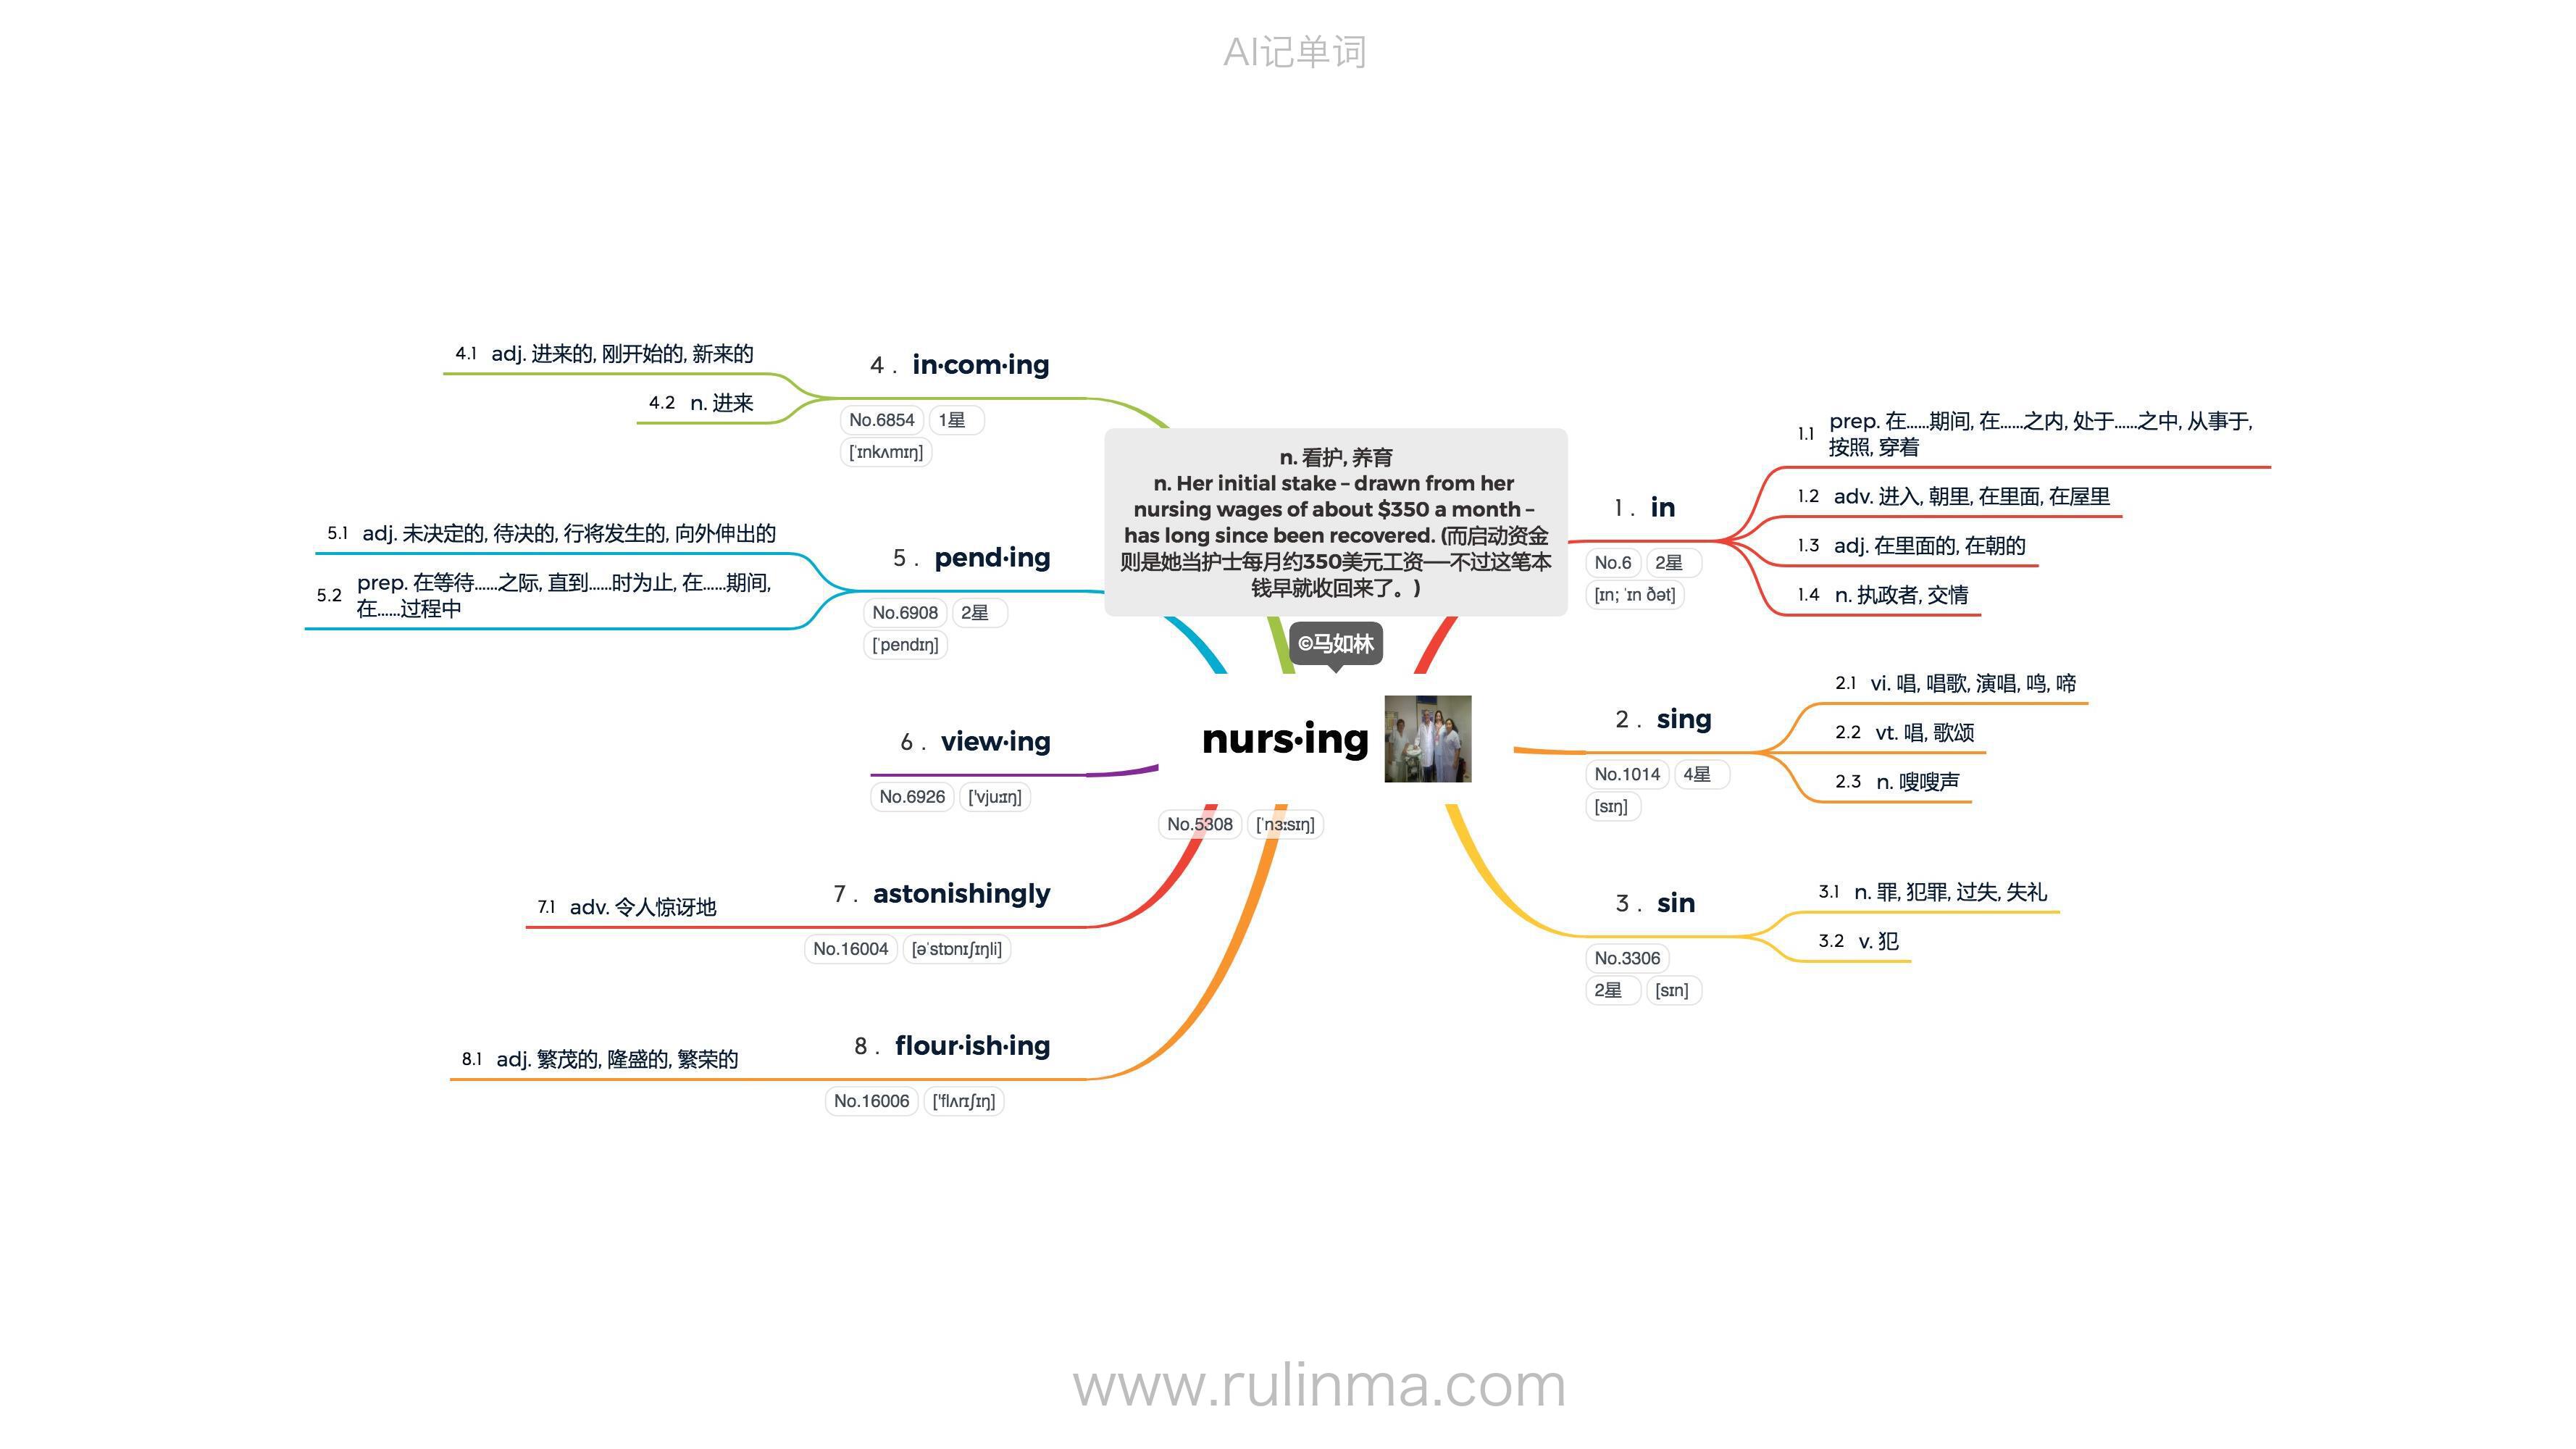 AI记单词
n. 看护, 养育
n. Her initial stake – drawn from her
nursing wages of about $350 a month –
has long since been recovered. (而启动资金
则是她当护士每月约350美元工资——不过这笔本
钱早就收回来了。)
©马如林
nurs·ing
No.5308 [ˈnɜːsɪŋ]
1 . in
No.6 2星
[ɪn; ˈɪn ðət]
1.1 prep. 在……期间, 在……之内, 处于……之中, 从事于,
按照, 穿着
1.2 adv. 进入, 朝里, 在里面, 在屋里
1.3 adj. 在里面的, 在朝的
1.4 n. 执政者, 交情
2 . sing
No.1014 4星
[sɪŋ]
2.1 vi. 唱, 唱歌, 演唱, 鸣, 啼
2.2 vt. 唱, 歌颂
2.3 n. 嗖嗖声
3 . sin
No.3306
2星 [sɪn]
3.1 n. 罪, 犯罪, 过失, 失礼
3.2 v. 犯
4 . in·com·ing
No.6854 1星
[ˈɪnkʌmɪŋ]
4.1 adj. 进来的, 刚开始的, 新来的
4.2 n. 进来
5 . pend·ing
No.6908 2星
[ˈpendɪŋ]
5.1 adj. 未决定的, 待决的, 行将发生的, 向外伸出的
5.2 prep. 在等待……之际, 直到……时为止, 在……期间,
在……过程中
6 . view·ing
No.6926 ['vjuːɪŋ]
7 . astonishingly
No.16004 [əˈstɒnɪʃɪŋli]
7.1 adv. 令人惊讶地
8 . flour·ish·ing
No.16006 ['flʌrɪʃɪŋ]
8.1 adj. 繁茂的, 隆盛的, 繁荣的
www.rulinma.com